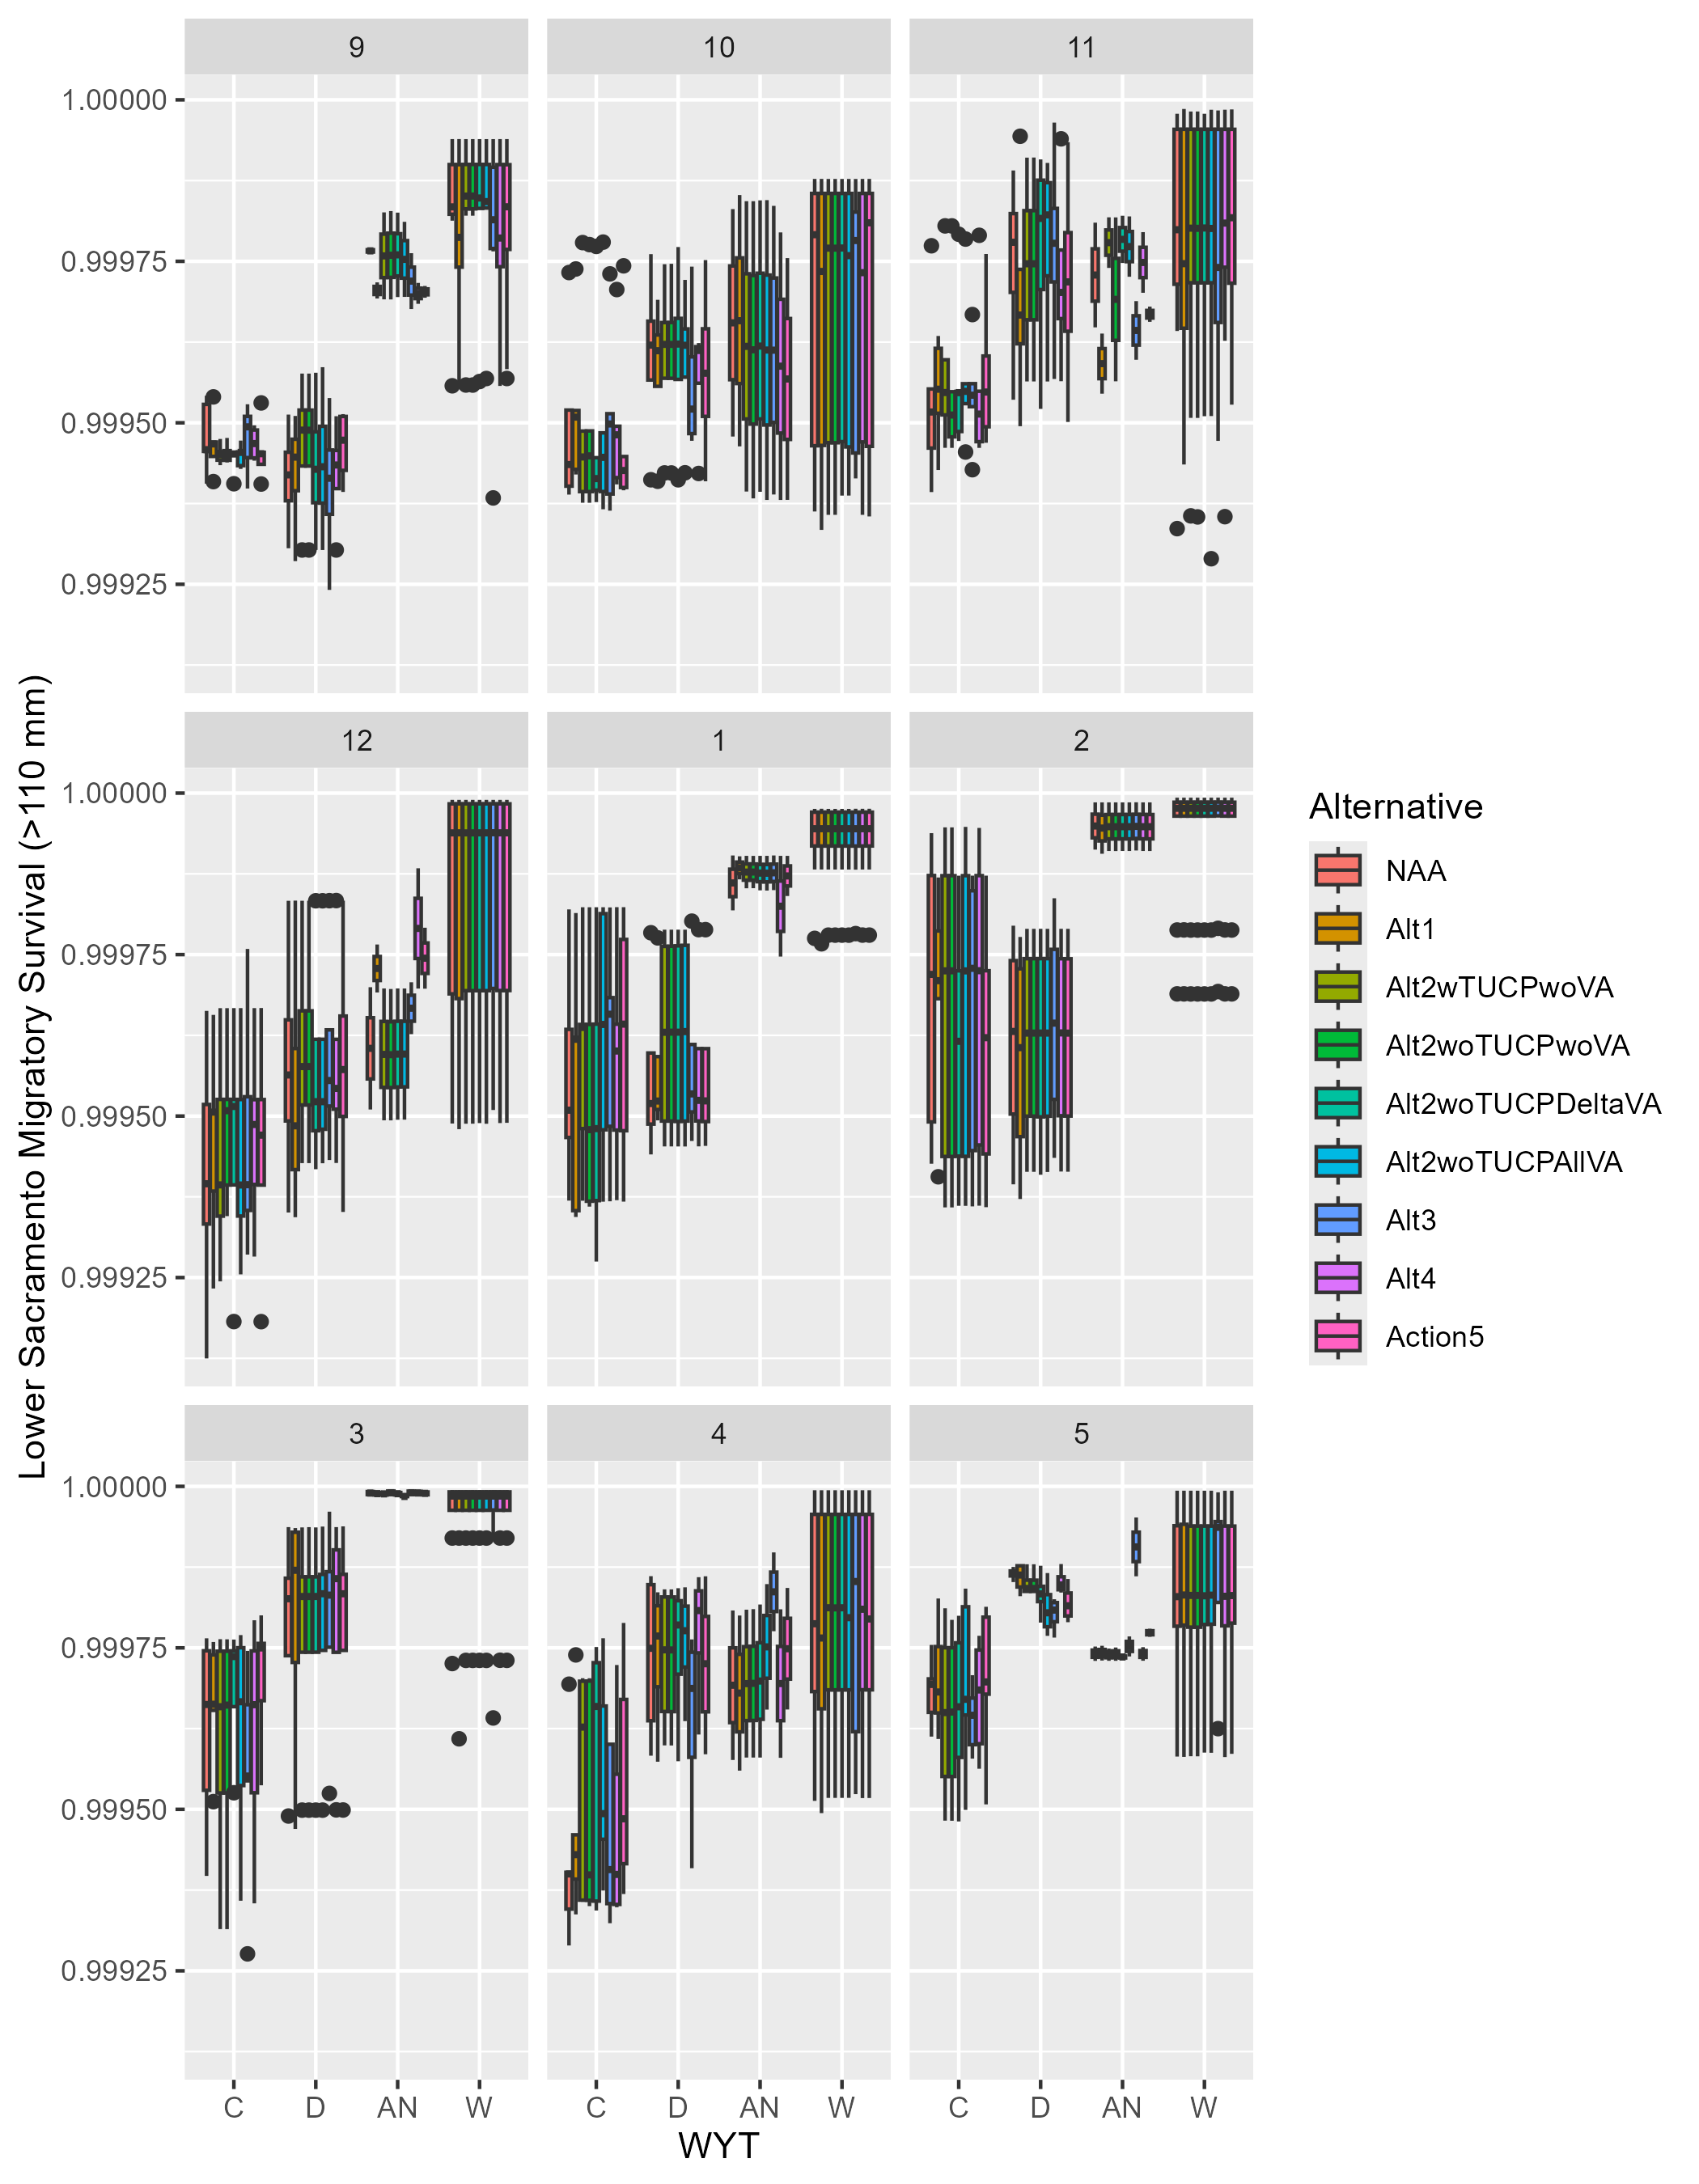 9 10 11
1.00000
0.99975
0.99950
0.99925
12 1 2
1.00000
0.99975
0.99950
0.99925
3 4 5
1.00000
0.99975
0.99950
0.99925
C D AN W C D AN W C D AN W
WYT
Lower Sacramento Migratory Survival (>110 mm)
Alternative
NAA
Alt1
Alt2wTUCPwoVA
Alt2woTUCPwoVA
Alt2woTUCPDeltaVA
Alt2woTUCPAllVA
Alt3
Alt4
Action5